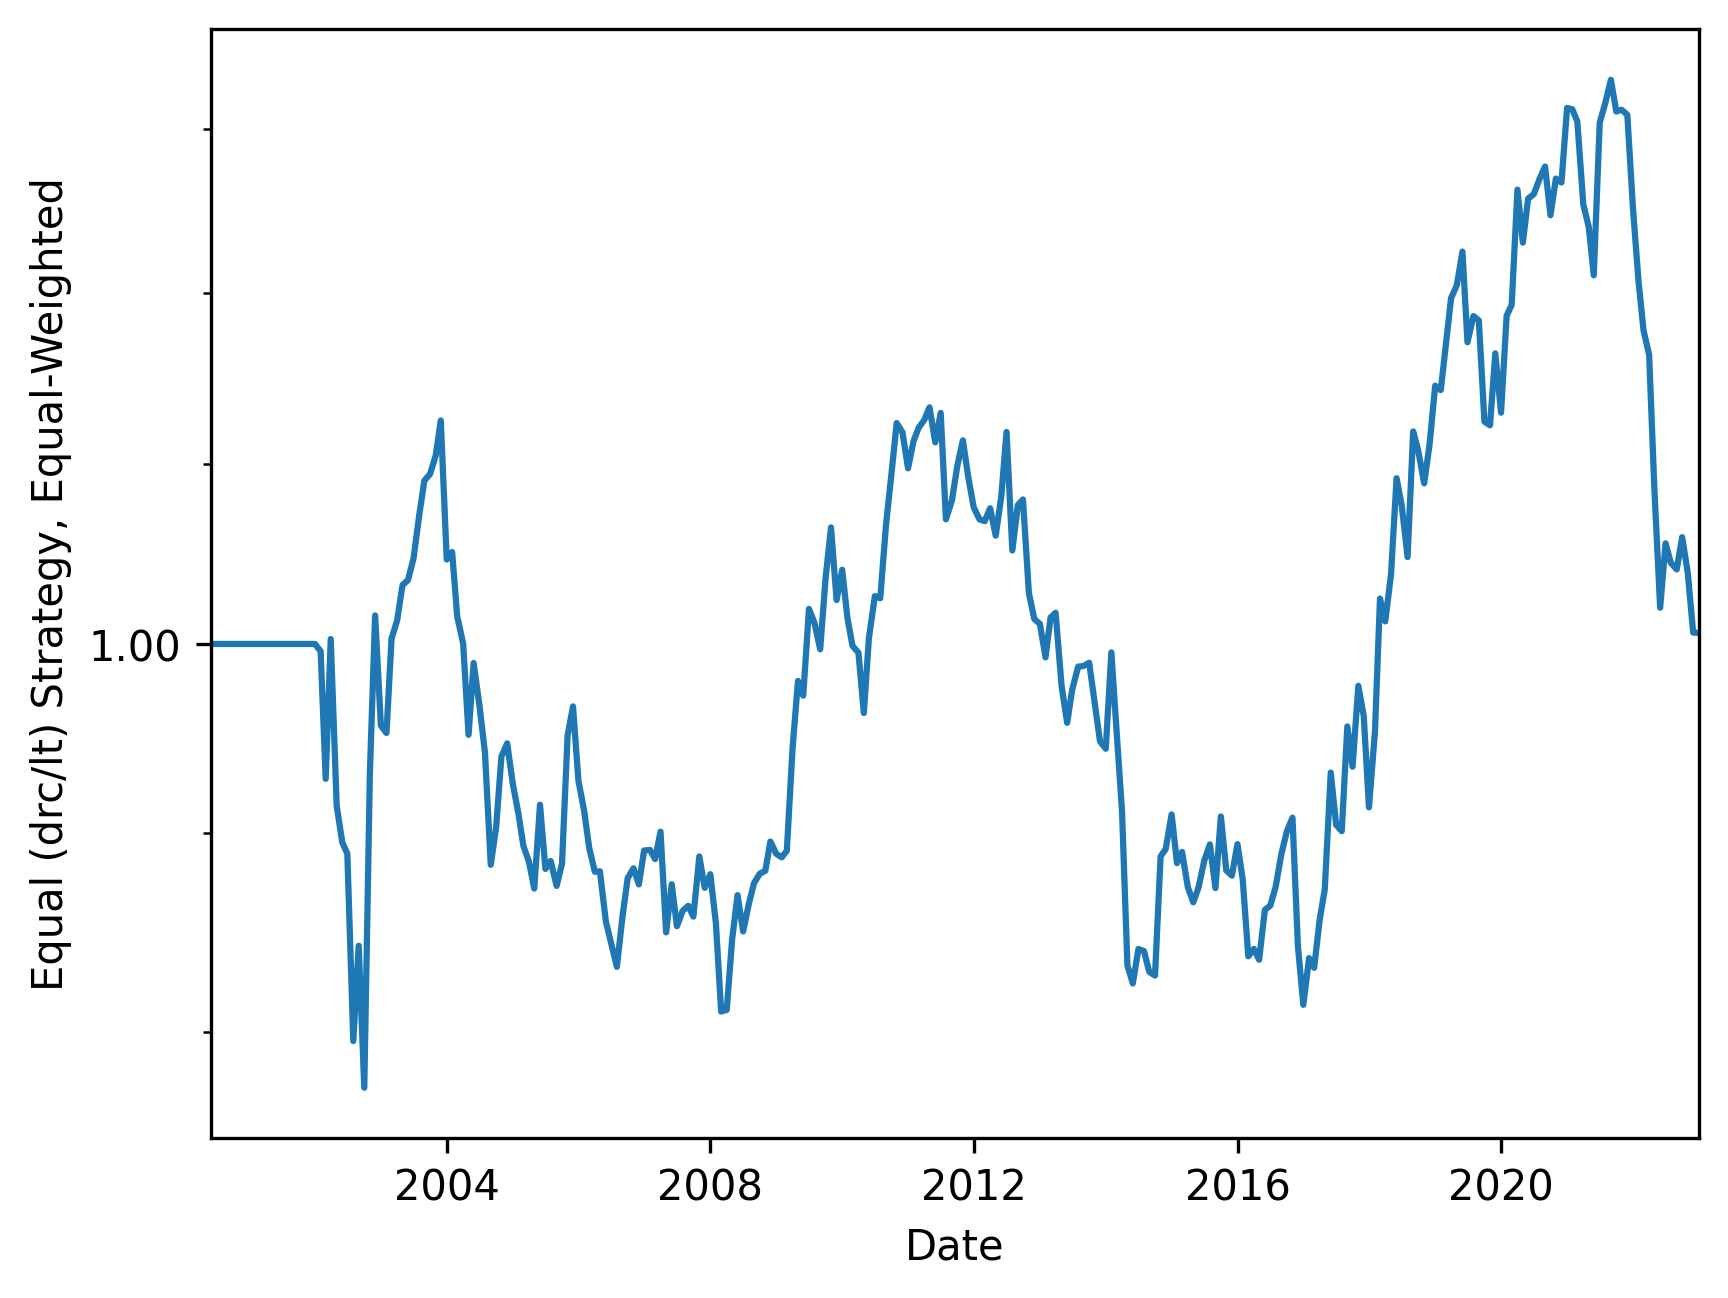 Equal (drc/lt) Strategy, Equal-Weighted
1.00
2004 2008 2012 2016 2020
Date